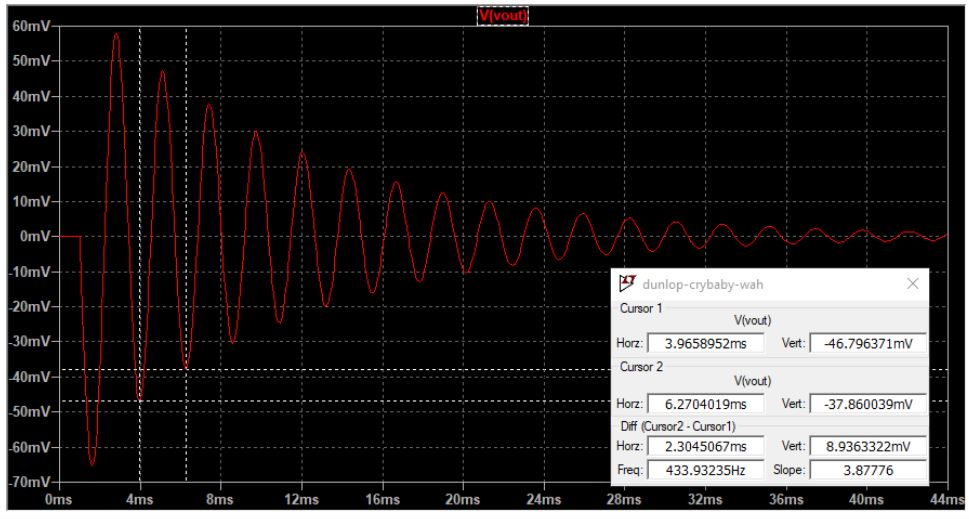 V(vout)
60mV
50mV
40mV
30mV
20mV
10mV
0mV
-10mV
-20mV
-30mV
-40mV
-50mV
-60mV
-70mV
0ms 4ms 8ms 12ms 16ms 20ms 24ms 28ms 32ms 36ms 40ms 44ms
dunlop-crybaby-wah
Cursor 1
V(vout)
Horz: 3.9658952ms Vert: -46.796371mV
Cursor 2
V(vout)
Horz: 6.2704019ms Vert: -37.860039mV
Diff (Cursor2 - Cursor1)
Horz: 2.3045067ms Vert: 8.9363322mV
Freq: 433.93235Hz Slope: 3.87776